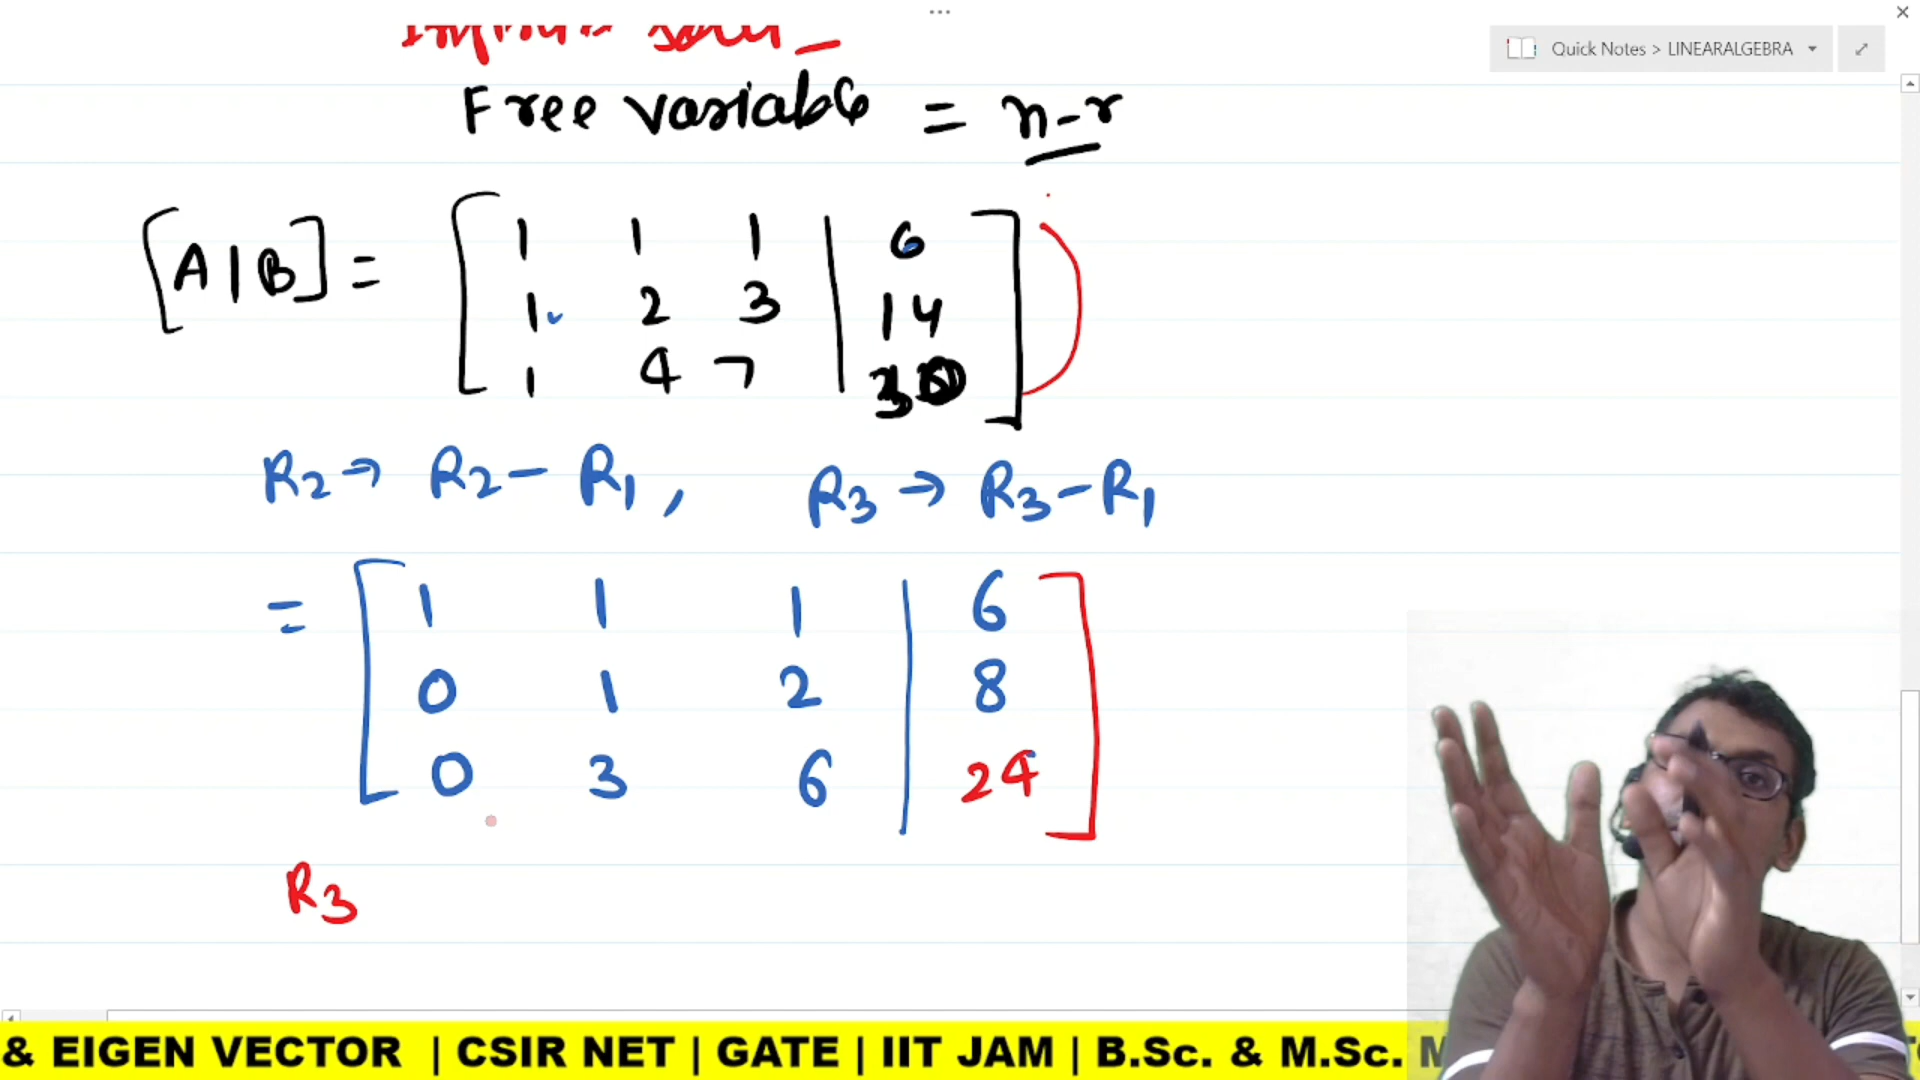 ...
Quick Notes > LINEARALGEBRA
Free variable = n-r
[A|B] = [ 1 1 1 | 6
1 2 3 | 14
1 4 7 | 30 ]
R2 → R2 - R1, R3 → R3 - R1
= [ 1 1 1 | 6
0 1 2 | 8
0 3 6 | 24 ]
R3
& EIGEN VECTOR | CSIR NET | GATE | IIT JAM | B.Sc. & M.Sc.